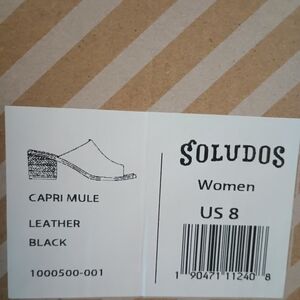 CAPRI MULE
LEATHER
BLACK
1000500-001
SOLUDOS
Women
US 8
1 90471 11240 8